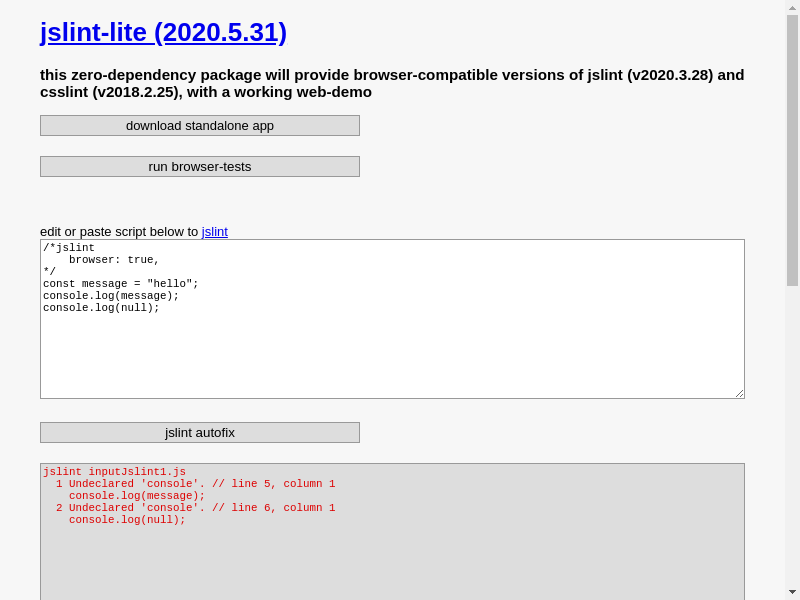 jslint-lite (2020.5.31)
this zero-dependency package will provide browser-compatible versions of jslint (v2020.3.28) and
csslint (v2018.2.25), with a working web-demo
download standalone app
run browser-tests
edit or paste script below to jslint
/*jslint
    browser: true,
*/
const message = "hello";
console.log(message);
console.log(null);
jslint autofix
jslint inputJslint1.js
  1 Undeclared 'console'. // line 5, column 1
    console.log(message);
  2 Undeclared 'console'. // line 6, column 1
    console.log(null);